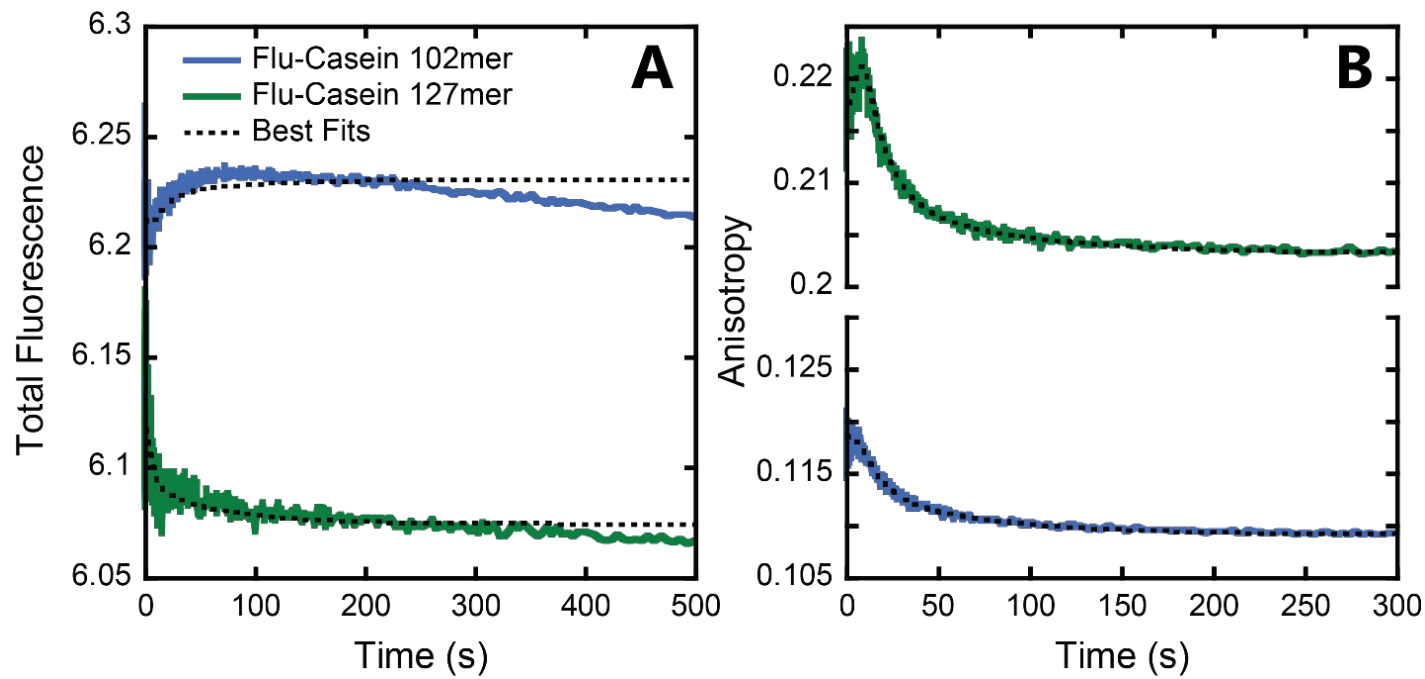 A
Flu-Casein 102mer
Flu-Casein 127mer
Best Fits
Total Fluorescence
6.3
6.25
6.2
6.15
6.1
6.05
0 100 200 300 400 500
Time (s)
B
Anisotropy
0.22
0.21
0.2
0.125
0.115
0.105
0 50 100 150 200 250 300
Time (s)